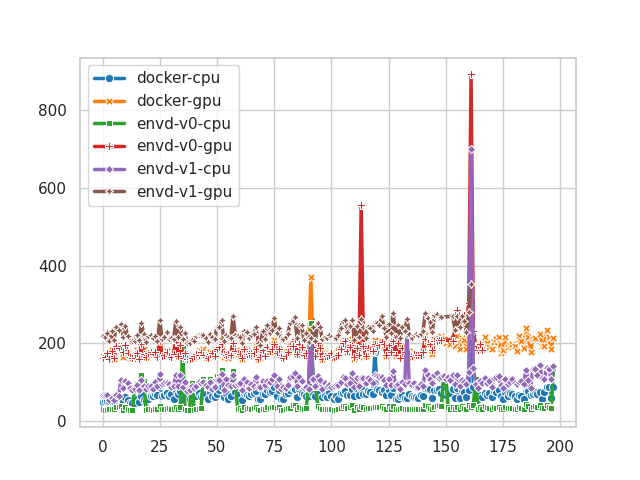 docker-cpu
docker-gpu
envd-v0-cpu
envd-v0-gpu
envd-v1-cpu
envd-v1-gpu
800
600
400
200
0
0 25 50 75 100 125 150 175 200